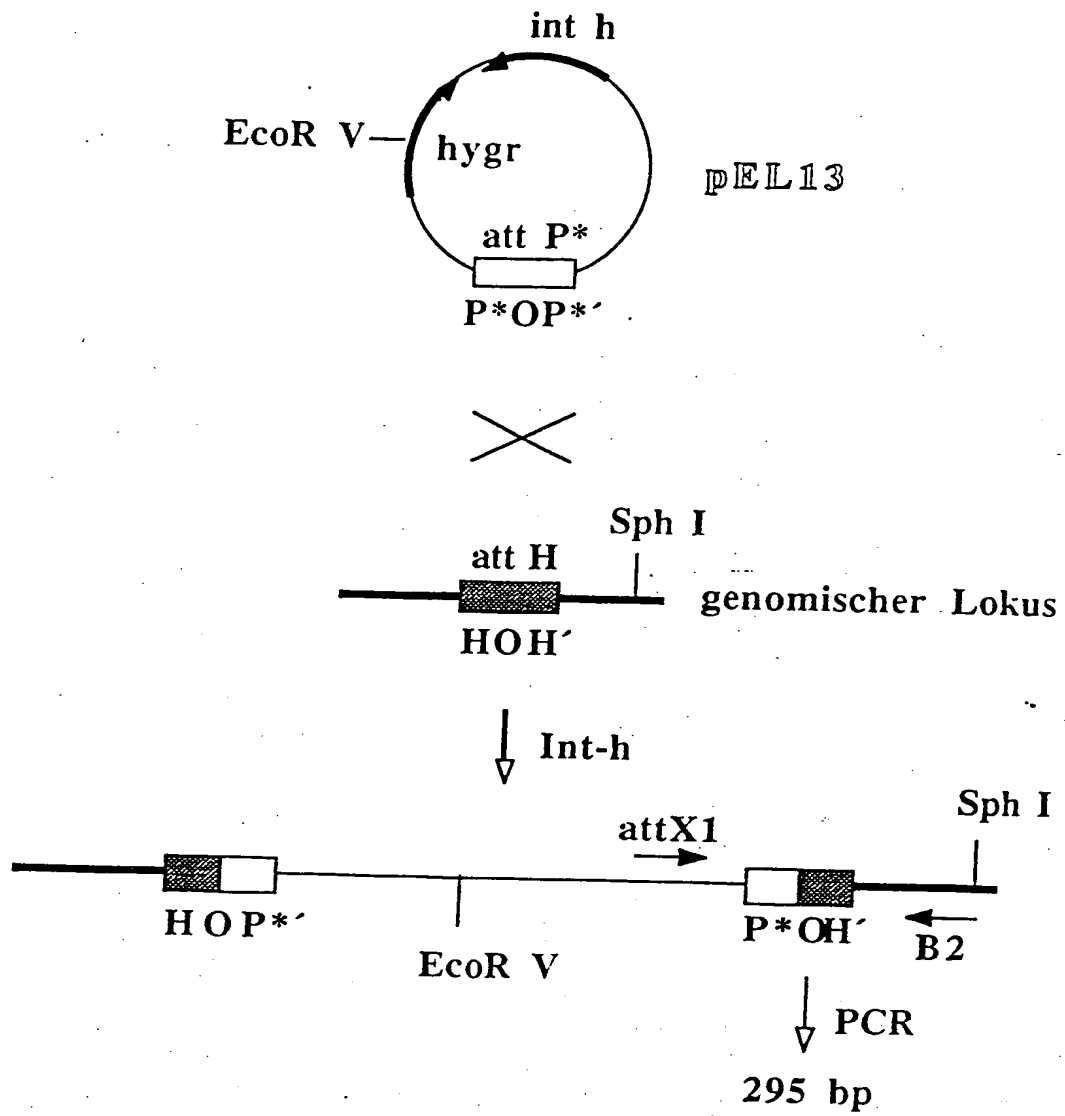 int h
EcoR V
hygr
pEL13
att P*
P*OP*´
Sph I
att H
genomischer Lokus
HOH´
Int-h
Sph I
attX1
HOP*´
P*OH´
B2
EcoR V
PCR
295 bp